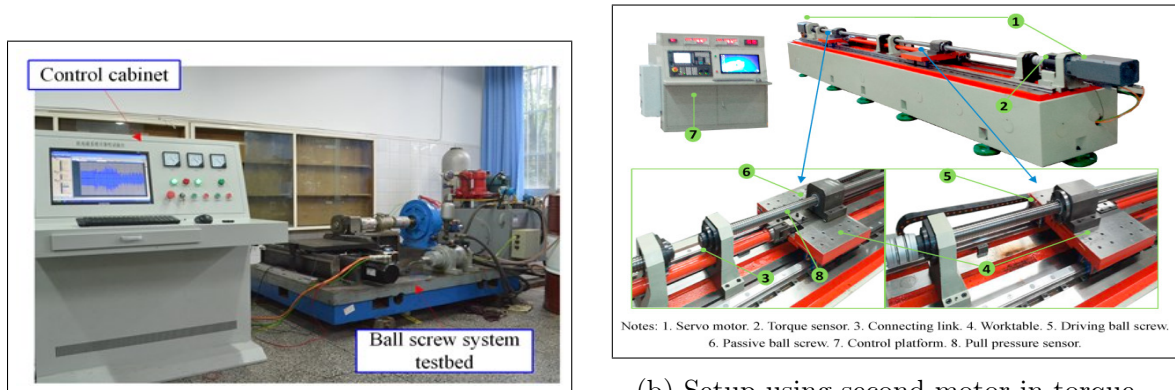 Control cabinet
Ball screw system
testbed
1
2
7
6
5
3
8
4
Notes: 1. Servo motor. 2. Torque sensor. 3. Connecting link. 4. Worktable. 5. Driving ball screw.
6. Passive ball screw. 7. Control platform. 8. Pull pressure sensor.
(b) Setup using second motor in torque